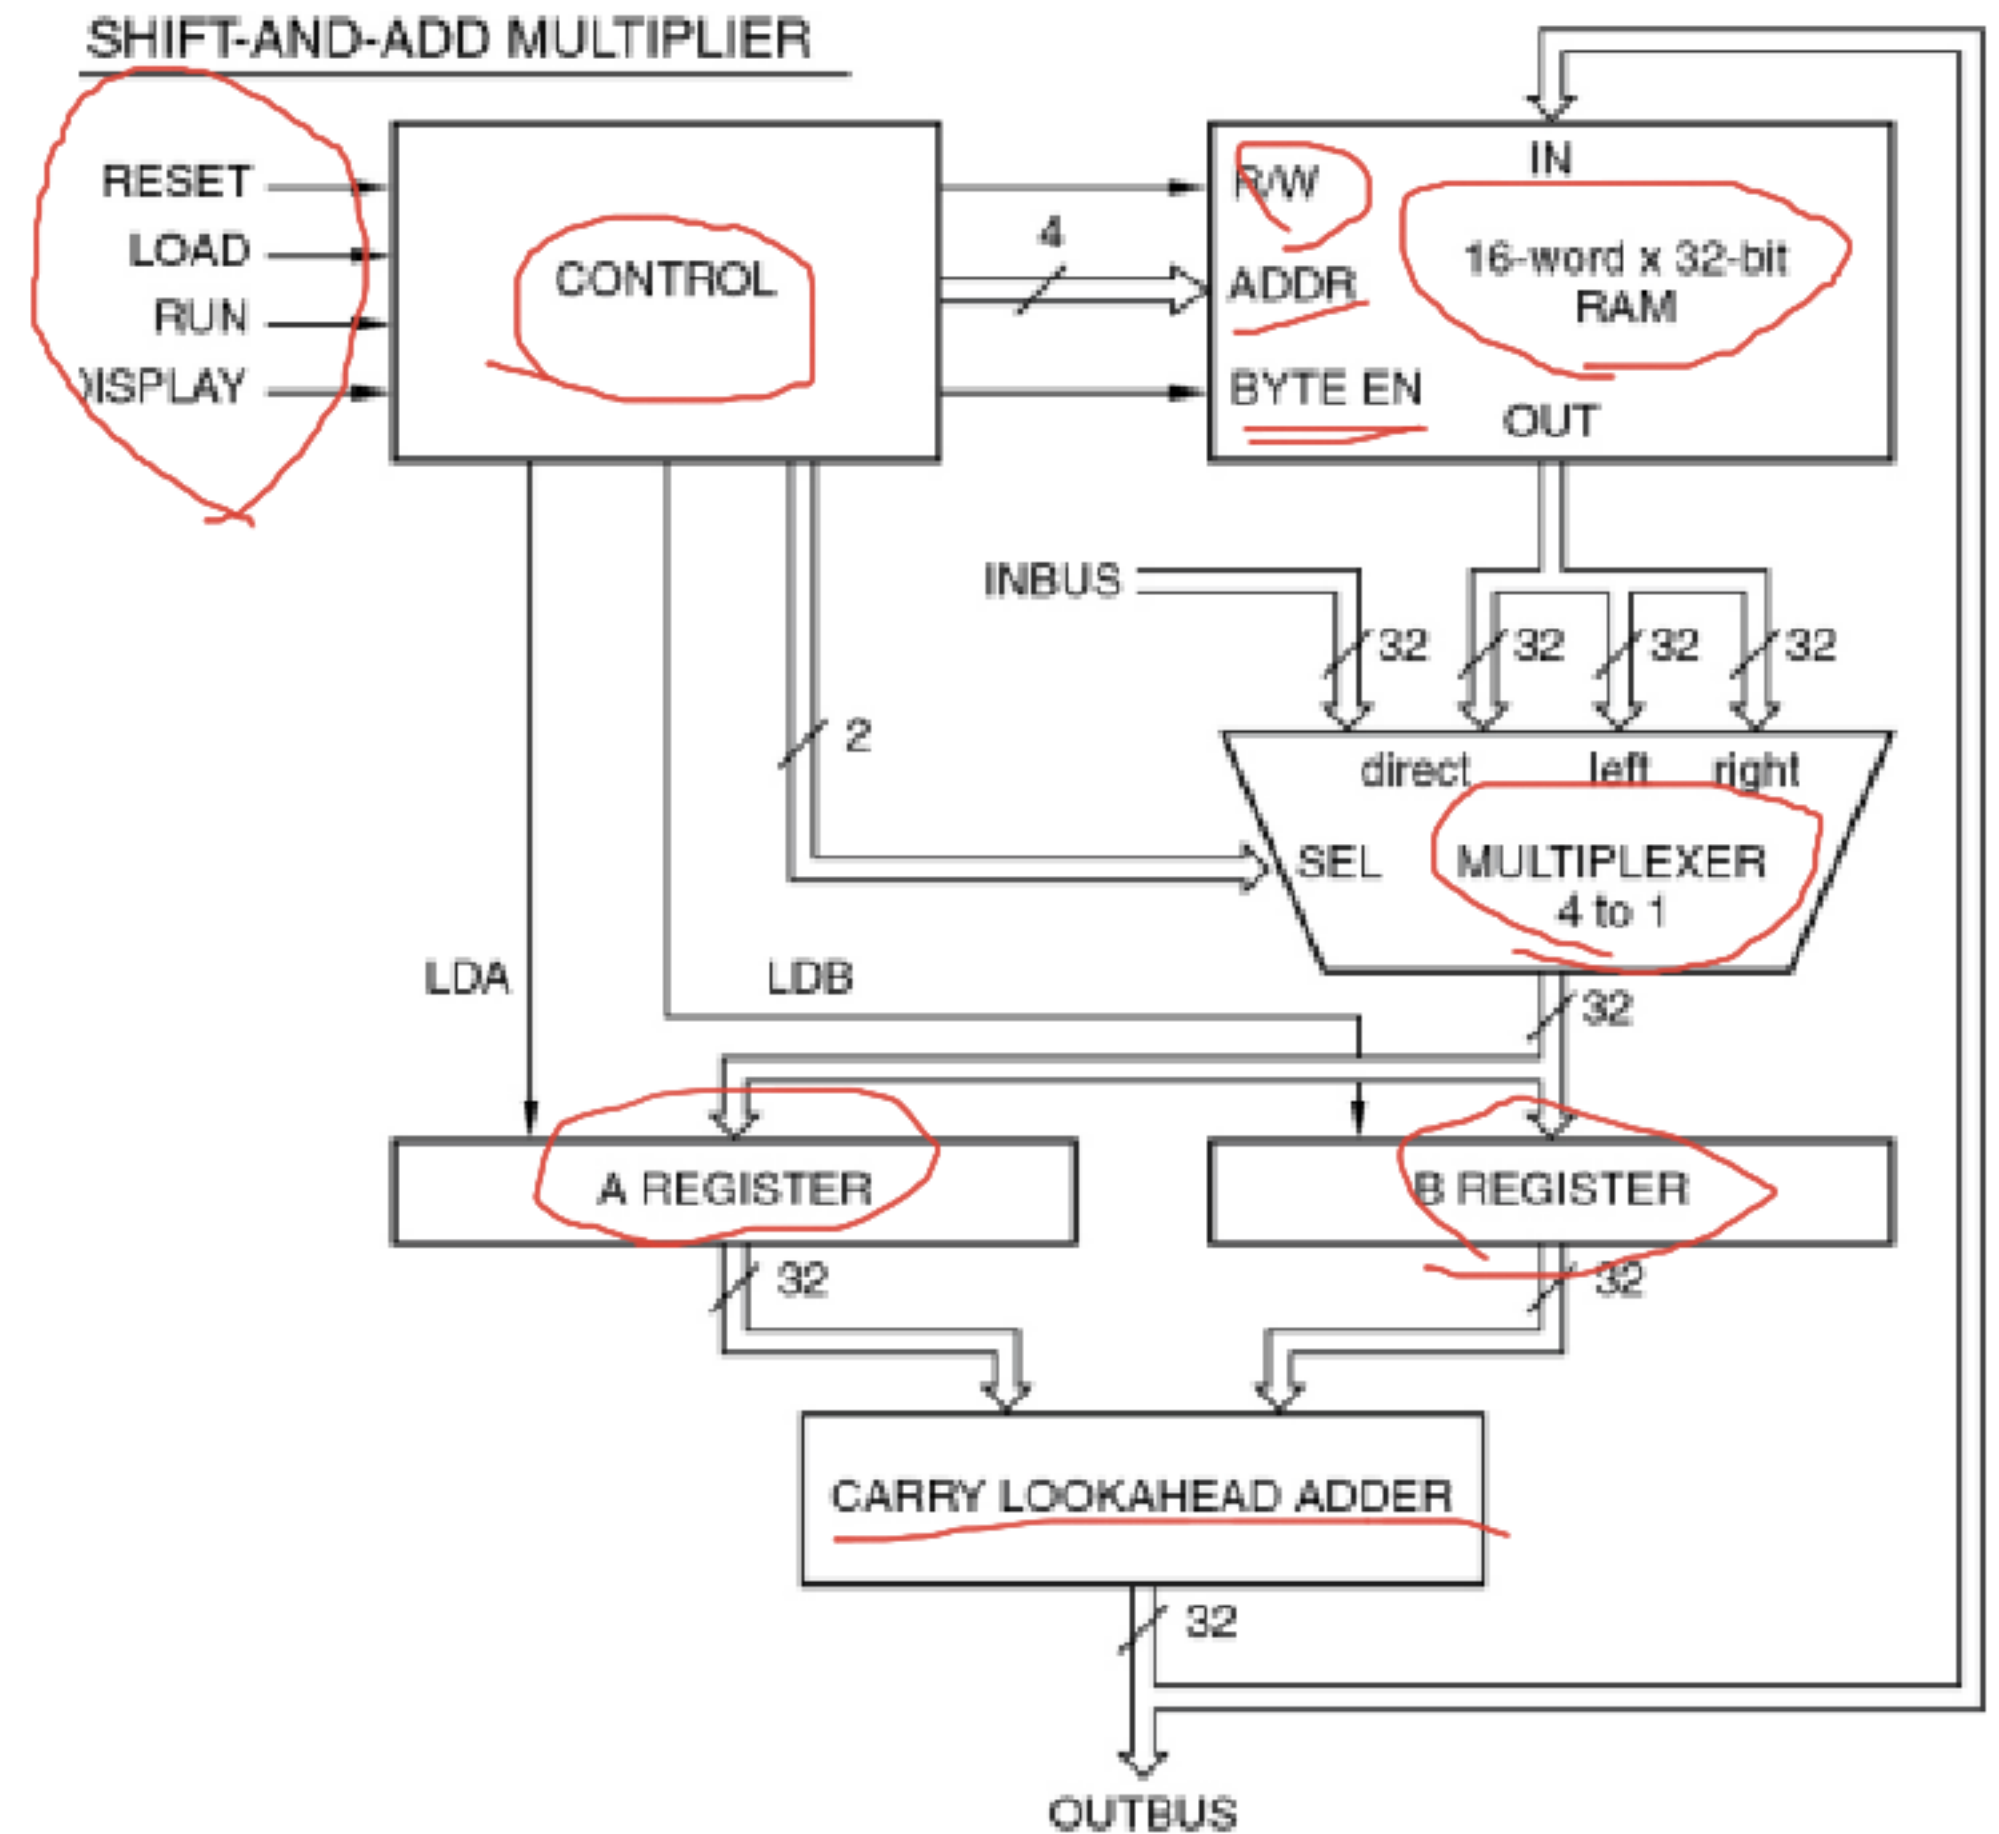 SHIFT-AND-ADD MULTIPLIER
RESET
LOAD
RUN
DISPLAY
CONTROL
4
R/W
ADDR
BYTE EN
IN
16-word x 32-bit
RAM
OUT
INBUS
32
32
32
32
2
direct left right
SEL
MULTIPLEXER
4 to 1
LDA
LDB
32
A REGISTER
B REGISTER
32
32
CARRY LOOKAHEAD ADDER
32
OUTBUS